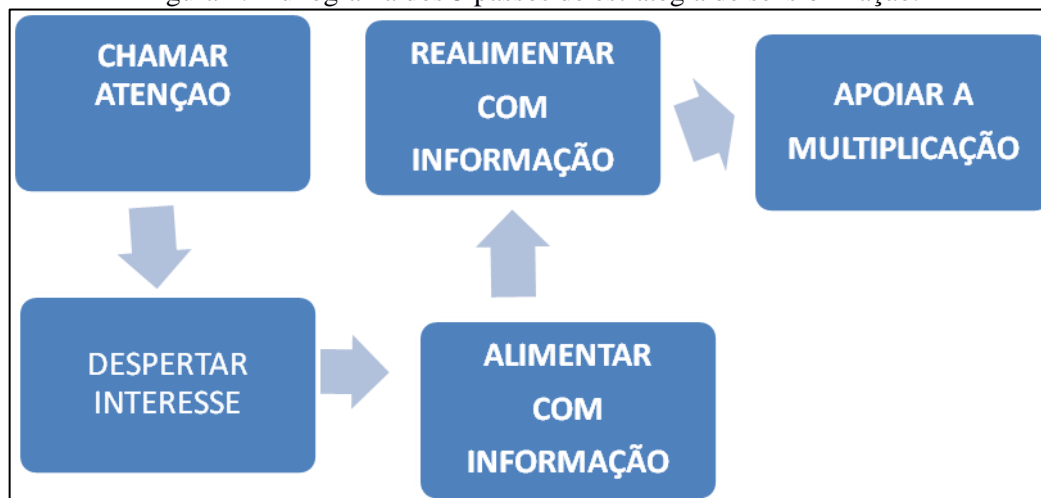 CHAMAR
ATENÇAO
DESPERTAR
INTERESSE
ALIMENTAR
COM
INFORMAÇÃO
REALIMENTAR
COM
INFORMAÇÃO
APOIAR A
MULTIPLICAÇÃO